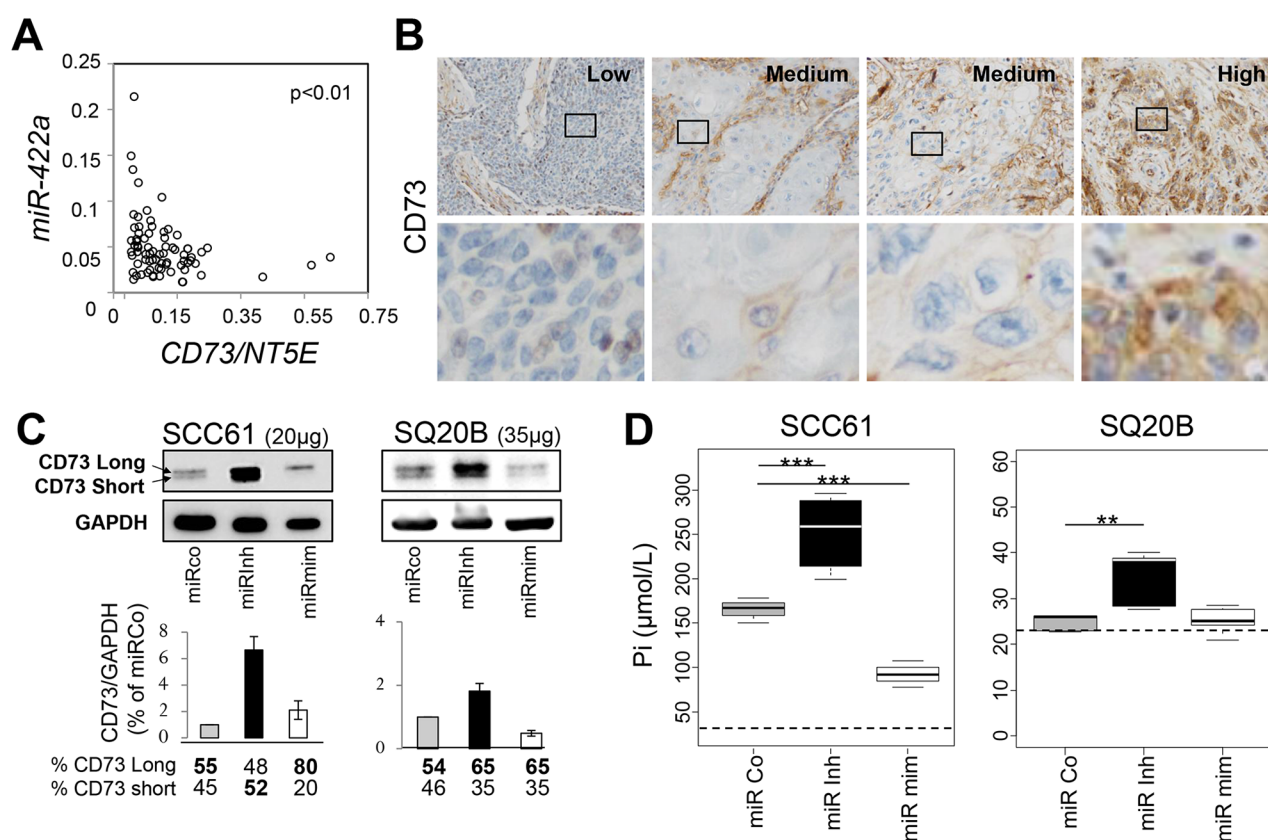 A
0.25
0.2
0.15
0.1
0.05
0
p<0.01
miR-422a
0 0.15 0.35 0.55 0.75
CD73/NT5E
B
Low Medium Medium High
CD73
C
SCC61 (20µg) SQ20B (35µg)
CD73 Long
CD73 Short
GAPDH
miRco miRInh miRmim miRco miRInh miRmim
CD73/GAPDH
(% of miRCo)
8
6
4
2
0
4
2
0
% CD73 Long 55 48 80 54 65 65
% CD73 short 45 52 20 46 35 35
D
SCC61 SQ20B
Pi (µmol/L)
300
250
200
150
100
50
***
***
miR Co miR Inh miR mim
60
50
40
30
20
10
0
**
miR Co miR Inh miR mim